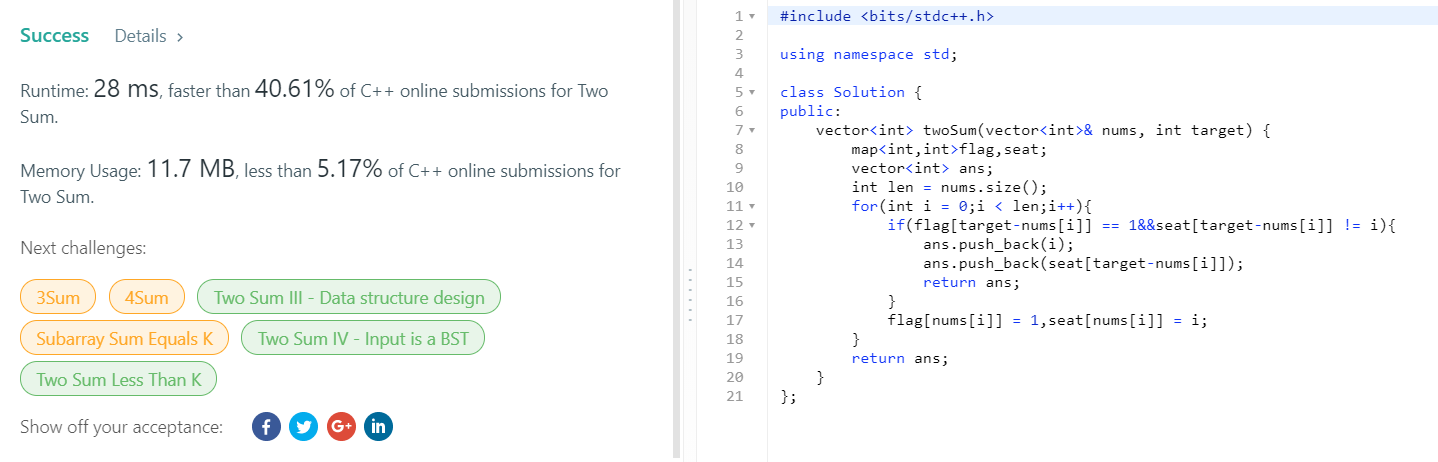 Success Details >
Runtime: 28 ms, faster than 40.61% of C++ online submissions for Two
Sum.
Memory Usage: 11.7 MB, less than 5.17% of C++ online submissions for
Two Sum.
Next challenges:
3Sum 4Sum Two Sum III - Data structure design
Subarray Sum Equals K Two Sum IV - Input is a BST
Two Sum Less Than K
Show off your acceptance: f G+ in
1 #include <bits/stdc++.h>
2
3 using namespace std;
4
5 class Solution {
6 public:
7     vector<int> twoSum(vector<int>& nums, int target) {
8         map<int,int>flag,seat;
9         vector<int> ans;
10         int len = nums.size();
11         for(int i = 0;i < len;i++){
12             if(flag[target-nums[i]] == 1&&seat[target-nums[i]] != i){
13                 ans.push_back(i);
14                 ans.push_back(seat[target-nums[i]]);
15                 return ans;
16             }
17             flag[nums[i]] = 1,seat[nums[i]] = i;
18         }
19         return ans;
20     }
21 };